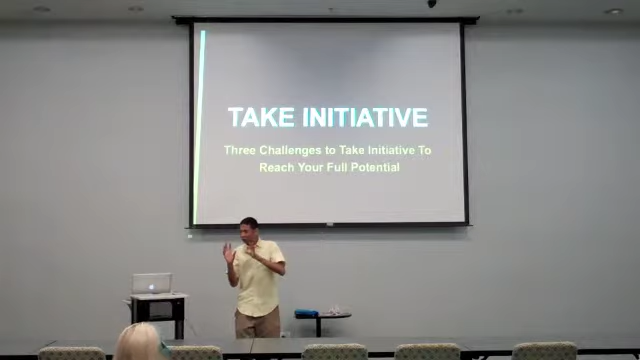 TAKE INITIATIVE
Three Challenges to Take Initiative To
Reach Your Full Potential